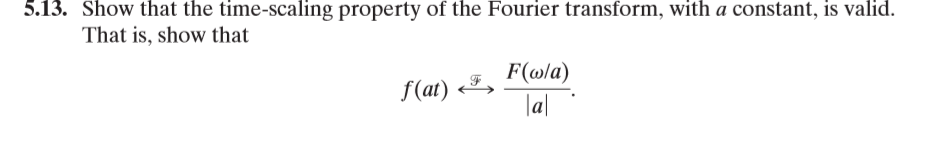 5.13. Show that the time-scaling property of the Fourier transform, with a constant, is valid.
That is, show that
f(at) ⟷^ℱ F(ω/a)/|a|.